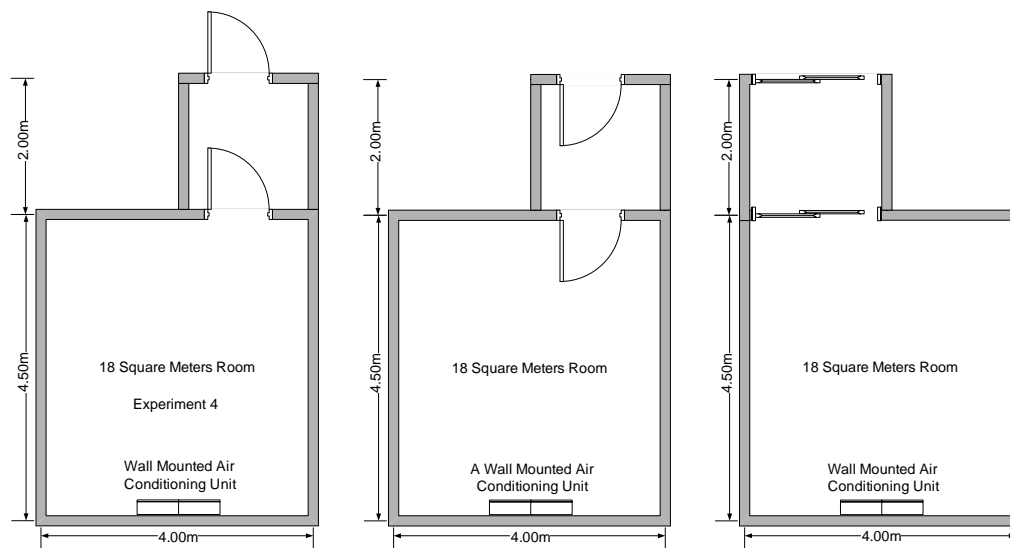 2.00m
4.50m
18 Square Meters Room
Experiment 4
Wall Mounted Air
Conditioning Unit
4.00m
2.00m
4.50m
18 Square Meters Room
A Wall Mounted Air
Conditioning Unit
4.00m
2.00m
4.50m
18 Square Meters Room
Wall Mounted Air
Conditioning Unit
4.00m